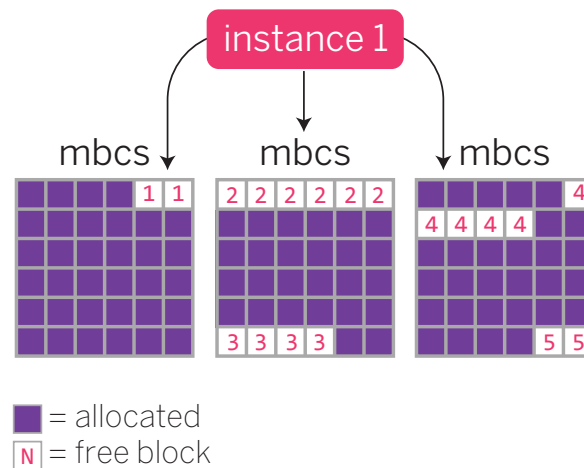 instance 1
mbcs mbcs mbcs
1 1 2 2 2 2 2 2 4
4 4 4 4
3 3 3 3 5 5
= allocated
N = free block